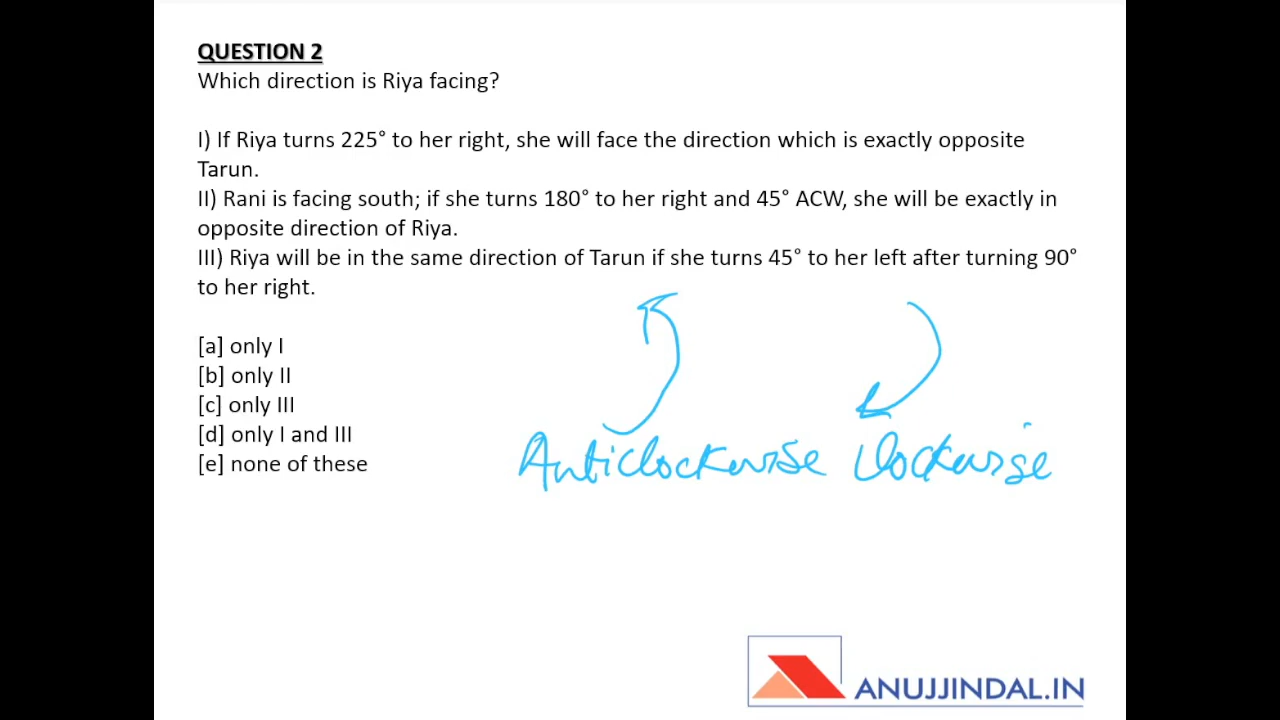 QUESTION 2
Which direction is Riya facing?
I) If Riya turns 225° to her right, she will face the direction which is exactly opposite
Tarun.
II) Rani is facing south; if she turns 180° to her right and 45° ACW, she will be exactly in
opposite direction of Riya.
III) Riya will be in the same direction of Tarun if she turns 45° to her left after turning 90°
to her right.
[a] only I
[b] only II
[c] only III
[d] only I and III
[e] none of these
Anticlockwise Clockwise
ANUJJINDAL.IN